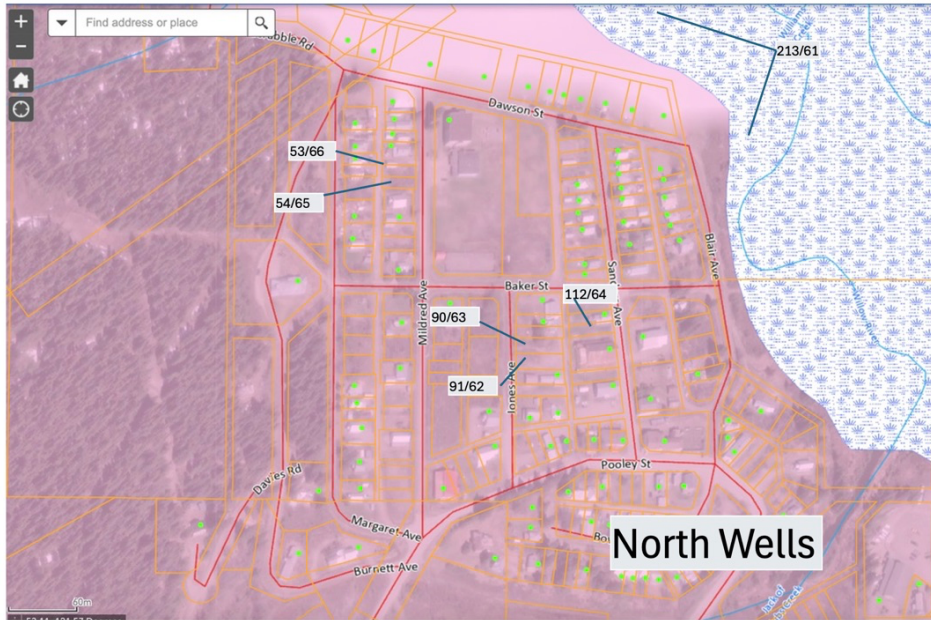 +
Find address or place
−
213/61
Dawson St
53/66
54/65
Blair Ave
Baker St
112/64
Mildred Ave
90/63
91/62
Jones Ave
Pooley St
Davies Rd
Margaret Ave
North Wells
Burnett Ave
60m